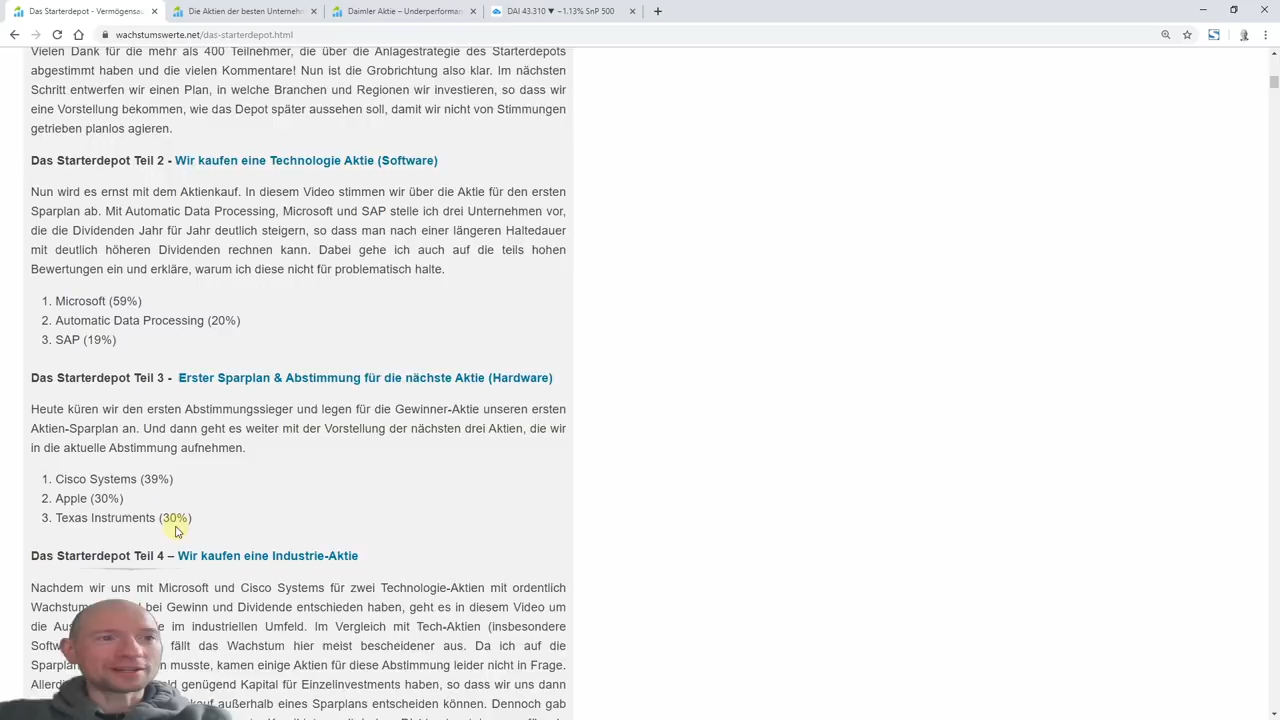 Das Starterdepot - Vermögensau
Die Aktien der besten Unterneh
Daimler Aktie – Underperforman
DAI 43.310 ▼ −1.13% SnP 500
wachstumswerte.net/das-starterdepot.html
Vielen Dank für die mehr als 400 Teilnehmer, die über die Anlagestrategie des Starterdepots
abgestimmt haben und die vielen Kommentare! Nun ist die Grobrichtung also klar. Im nächsten
Schritt entwerfen wir einen Plan, in welche Branchen und Regionen wir investieren, so dass wir
eine Vorstellung bekommen, wie das Depot später aussehen soll, damit wir nicht von Stimmungen
getrieben planlos agieren.
Das Starterdepot Teil 2 - Wir kaufen eine Technologie Aktie (Software)
Nun wird es ernst mit dem Aktienkauf. In diesem Video stimmen wir über die Aktie für den ersten
Sparplan ab. Mit Automatic Data Processing, Microsoft und SAP stelle ich drei Unternehmen vor,
die die Dividenden Jahr für Jahr deutlich steigern, so dass man nach einer längeren Haltedauer
mit deutlich höheren Dividenden rechnen kann. Dabei gehe ich auch auf die teils hohen
Bewertungen ein und erkläre, warum ich diese nicht für problematisch halte.
1. Microsoft (59%)
2. Automatic Data Processing (20%)
3. SAP (19%)
Das Starterdepot Teil 3 - Erster Sparplan & Abstimmung für die nächste Aktie (Hardware)
Heute küren wir den ersten Abstimmungssieger und legen für die Gewinner-Aktie unseren ersten
Aktien-Sparplan an. Und dann geht es weiter mit der Vorstellung der nächsten drei Aktien, die wir
in die aktuelle Abstimmung aufnehmen.
1. Cisco Systems (39%)
2. Apple (30%)
3. Texas Instruments (30%)
Das Starterdepot Teil 4 – Wir kaufen eine Industrie-Aktie
Nachdem wir uns mit Microsoft und Cisco Systems für zwei Technologie-Aktien mit ordentlich
Wachstum bei Gewinn und Dividende entschieden haben, geht es in diesem Video um
die Aus e im industriellen Umfeld. Im Vergleich mit Tech-Aktien (insbesondere
Softw fällt das Wachstum hier meist bescheidener aus. Da ich auf die
Sparplan musste, kamen einige Aktien für diese Abstimmung leider nicht in Frage.
Allerdi genügend Kapital für Einzelinvestments haben, so dass wir uns dann
kauf außerhalb eines Sparplans entscheiden können. Dennoch gab